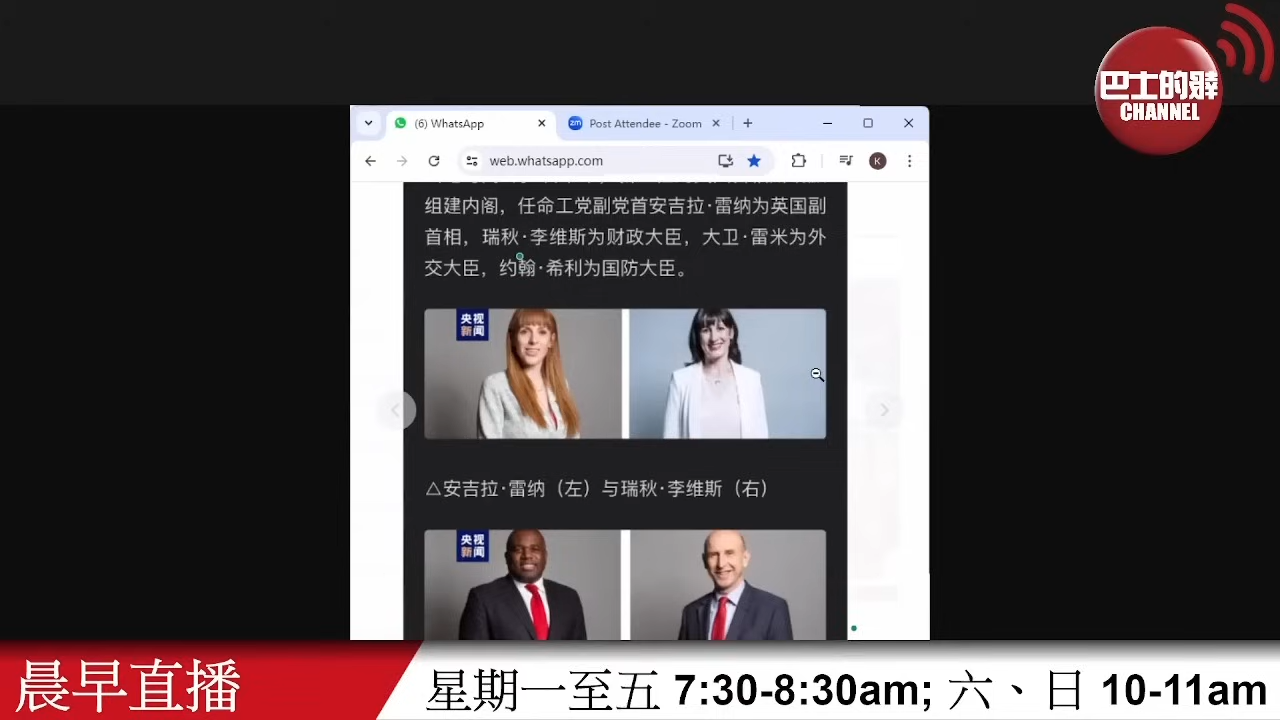 巴士的報
CHANNEL
(6) WhatsApp
Post Attendee - Zoom
web.whatsapp.com
K
组建内阁，任命工党副党首安吉拉·雷纳为英国副
首相，瑞秋·李维斯为财政大臣，大卫·雷米为外
交大臣，约翰·希利为国防大臣。
央视
新闻
△安吉拉·雷纳（左）与瑞秋·李维斯（右）
央视
新闻
晨早直播
星期一至五 7:30-8:30am; 六、日 10-11am